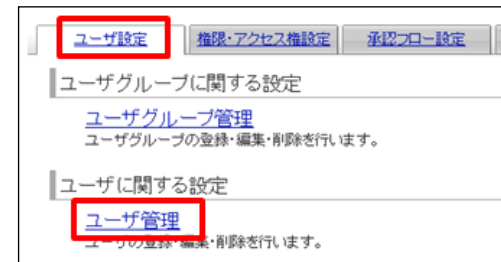 ユーザ設定 権限・アクセス権設定 承認フロー設定
ユーザグループに関する設定
ユーザグループ管理
ユーザグループの登録・編集・削除を行います。
ユーザに関する設定
ユーザ管理
ユーザの登録・編集・削除を行います。